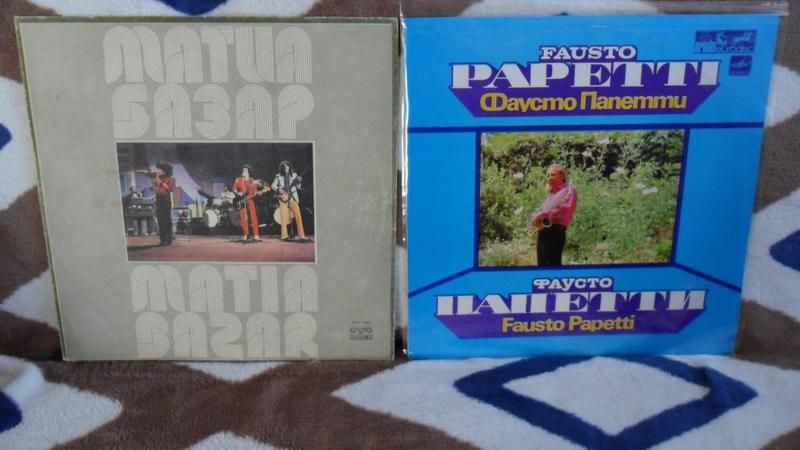 МАТИА
БАЗАР
MATIA
BAZAR
FAUSTO
PAPETTI
Фаусто Папетти
ФАУСТО
ПАПЕТТИ
Fausto Papetti